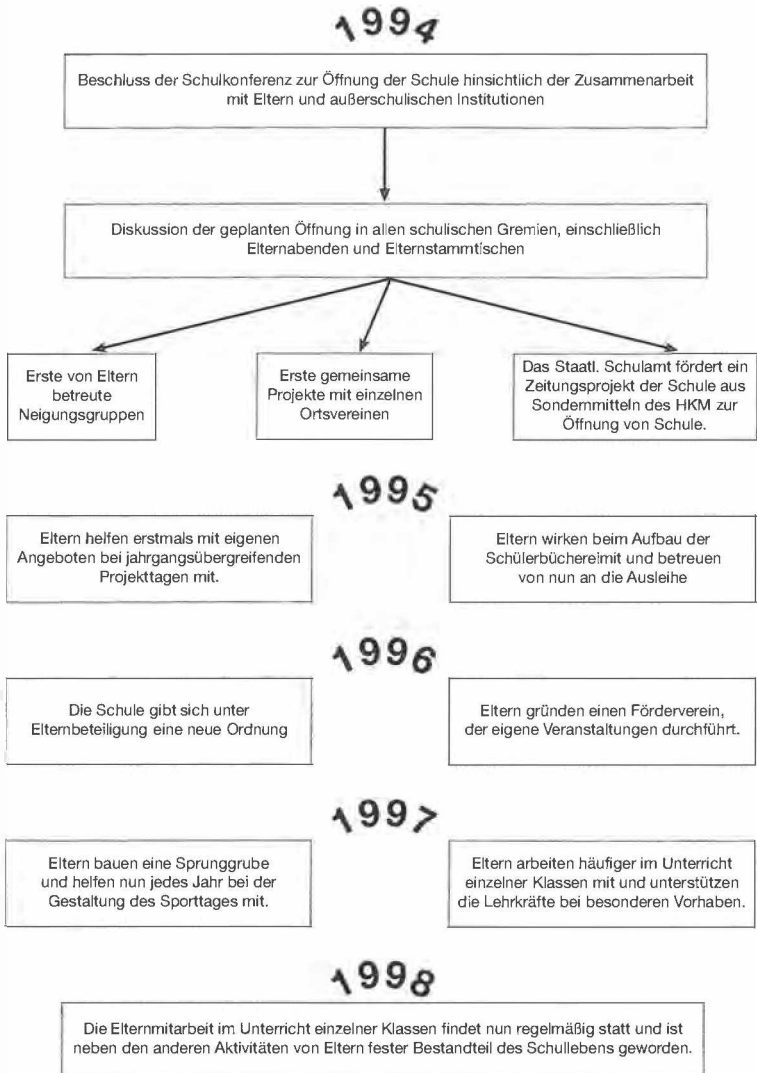 1994
Beschluss der Schulkonferenz zur Öffnung der Schule hinsichtlich der Zusammenarbeit
mit Eltern und außerschulischen Institutionen
Diskussion der geplanten Öffnung in allen schulischen Gremien, einschließlich
Elternabenden und Elternstammtischen
Erste von Eltern
betreute
Neigungsgruppen
Erste gemeinsame
Projekte mit einzelnen
Ortsvereinen
Das Staatl. Schulamt fördert ein
Zeitungsprojekt der Schule aus
Sondermitteln des HKM zur
Öffnung von Schule.
1995
Eltern helfen erstmals mit eigenen
Angeboten bei jahrgangsübergreifenden
Projekttagen mit.
Eltern wirken beim Aufbau der
Schülerbüchereimit und betreuen
von nun an die Ausleihe
1996
Die Schule gibt sich unter
Elternbeteiligung eine neue Ordnung
Eltern gründen einen Förderverein,
der eigene Veranstaltungen durchführt.
1997
Eltern bauen eine Sprunggrube
und helfen nun jedes Jahr bei der
Gestaltung des Sporttages mit.
Eltern arbeiten häufiger im Unterricht
einzelner Klassen mit und unterstützen
die Lehrkräfte bei besonderen Vorhaben.
1998
Die Elternmitarbeit im Unterricht einzelner Klassen findet nun regelmäßig statt und ist
neben den anderen Aktivitäten von Eltern fester Bestandteil des Schullebens geworden.